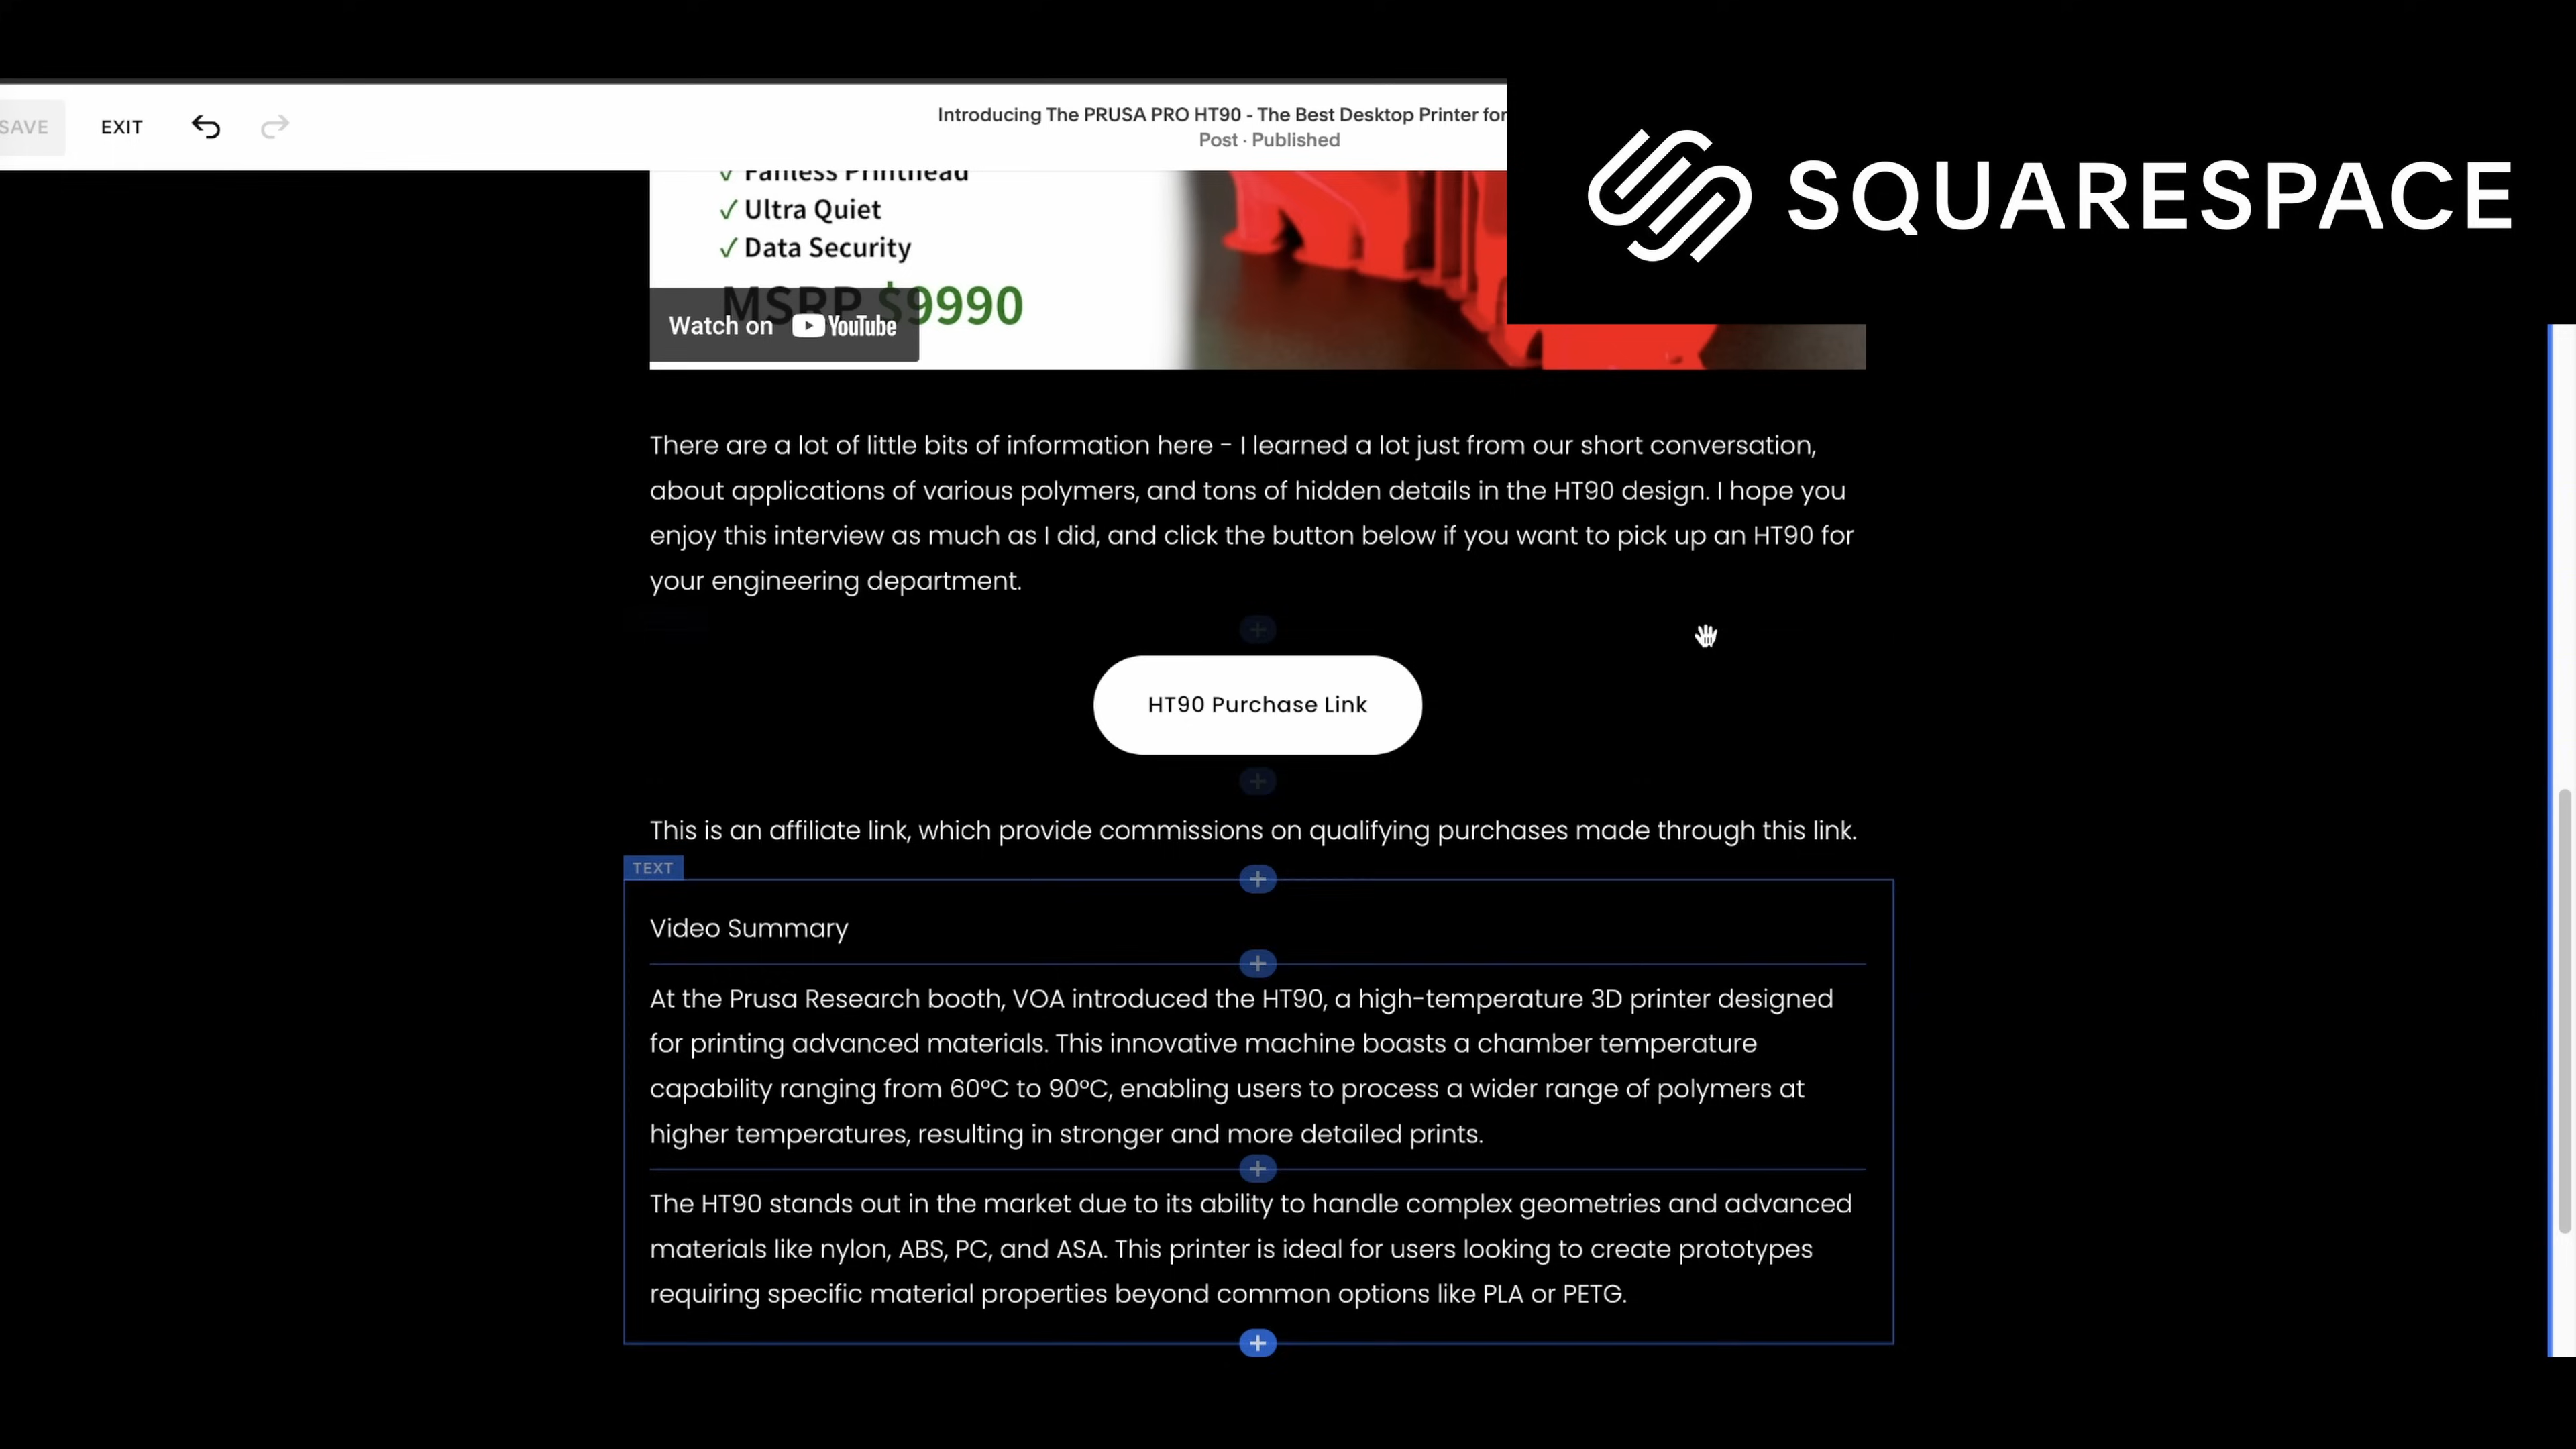 SAVE
EXIT
Introducing The PRUSA PRO HT90 - The Best Desktop Printer for
Post · Published
SQUARESPACE
✓ Fanless Printhead
✓ Ultra Quiet
✓ Data Security
MSRP $9990
Watch on YouTube
There are a lot of little bits of information here - I learned a lot just from our short conversation,
about applications of various polymers, and tons of hidden details in the HT90 design. I hope you
enjoy this interview as much as I did, and click the button below if you want to pick up an HT90 for
your engineering department.
HT90 Purchase Link
This is an affiliate link, which provide commissions on qualifying purchases made through this link.
TEXT
Video Summary
At the Prusa Research booth, VOA introduced the HT90, a high-temperature 3D printer designed
for printing advanced materials. This innovative machine boasts a chamber temperature
capability ranging from 60°C to 90°C, enabling users to process a wider range of polymers at
higher temperatures, resulting in stronger and more detailed prints.
The HT90 stands out in the market due to its ability to handle complex geometries and advanced
materials like nylon, ABS, PC, and ASA. This printer is ideal for users looking to create prototypes
requiring specific material properties beyond common options like PLA or PETG.